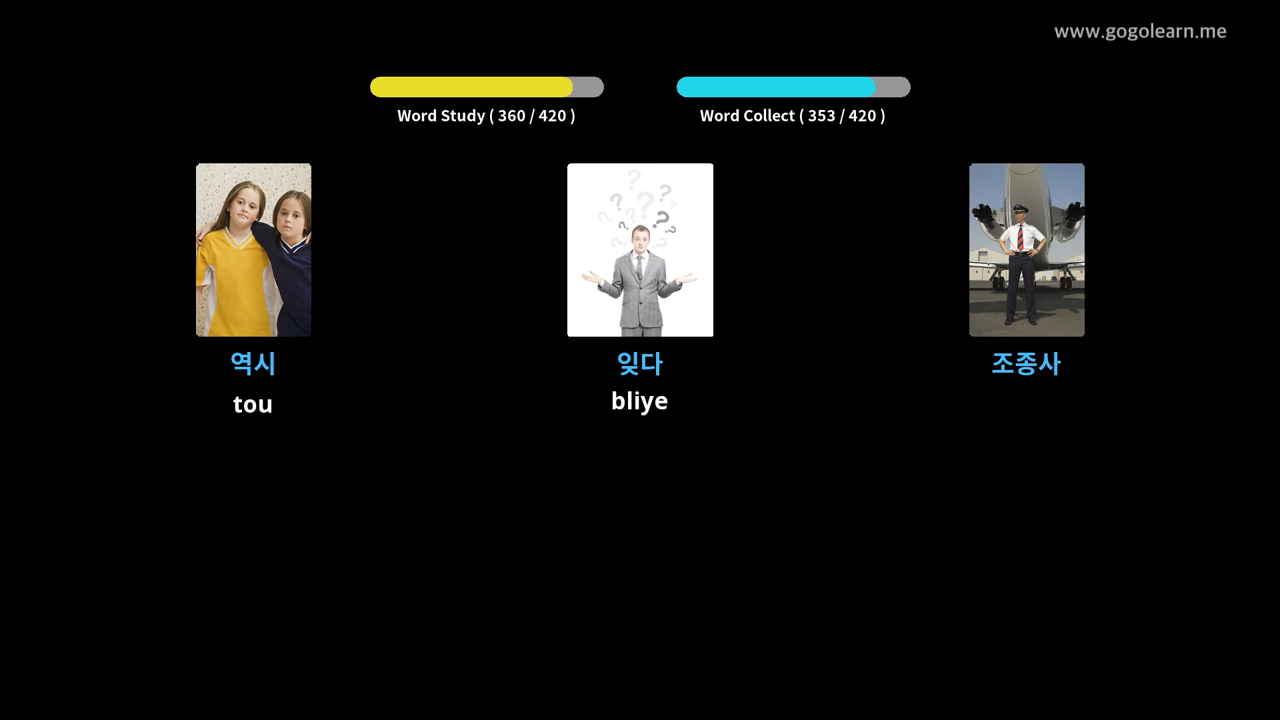 www.gogolearn.me
Word Study ( 360 / 420 )
Word Collect ( 353 / 420 )
역시
잊다
조종사
tou
bliye